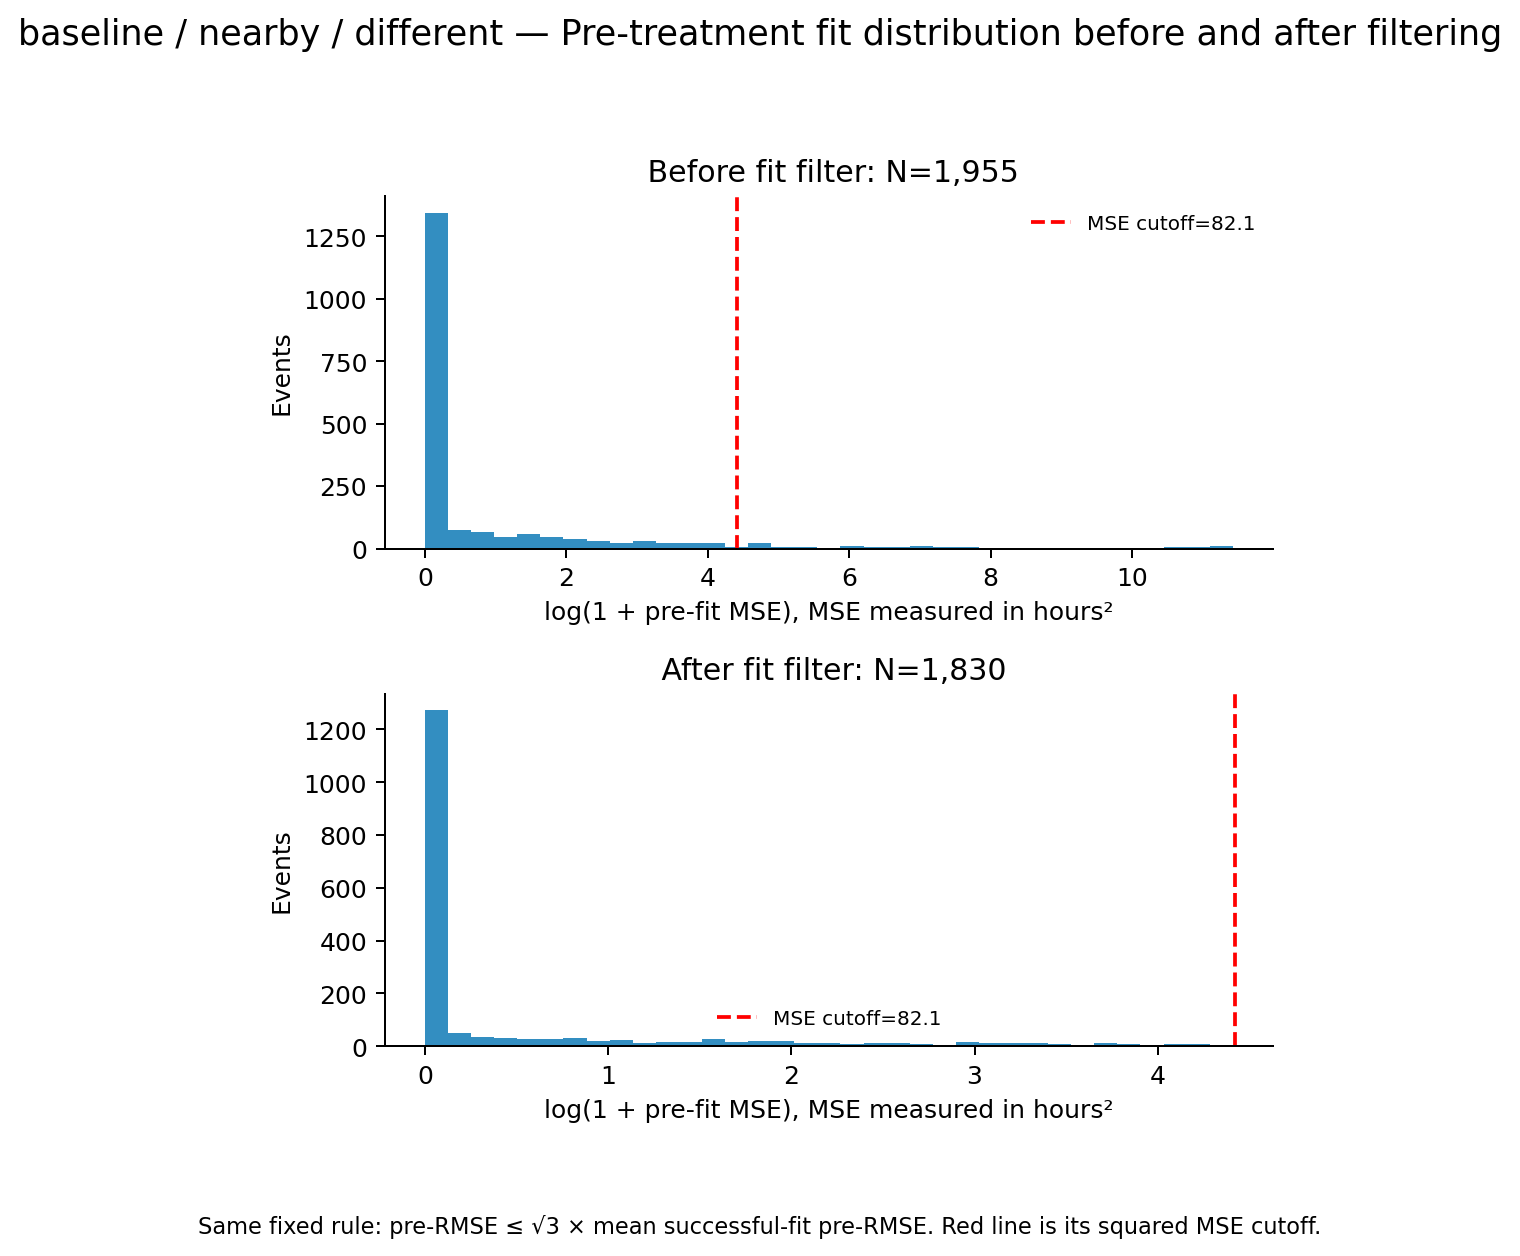 baseline / nearby / different — Pre-treatment fit distribution before and after filtering
Before fit filter: N=1,955
MSE cutoff=82.1
Events
1250
1000
750
500
250
0
0 2 4 6 8 10
log(1 + pre-fit MSE), MSE measured in hours²
After fit filter: N=1,830
Events
1200
1000
800
600
400
200
0
MSE cutoff=82.1
0 1 2 3 4
log(1 + pre-fit MSE), MSE measured in hours²
Same fixed rule: pre-RMSE ≤ √3 × mean successful-fit pre-RMSE. Red line is its squared MSE cutoff.